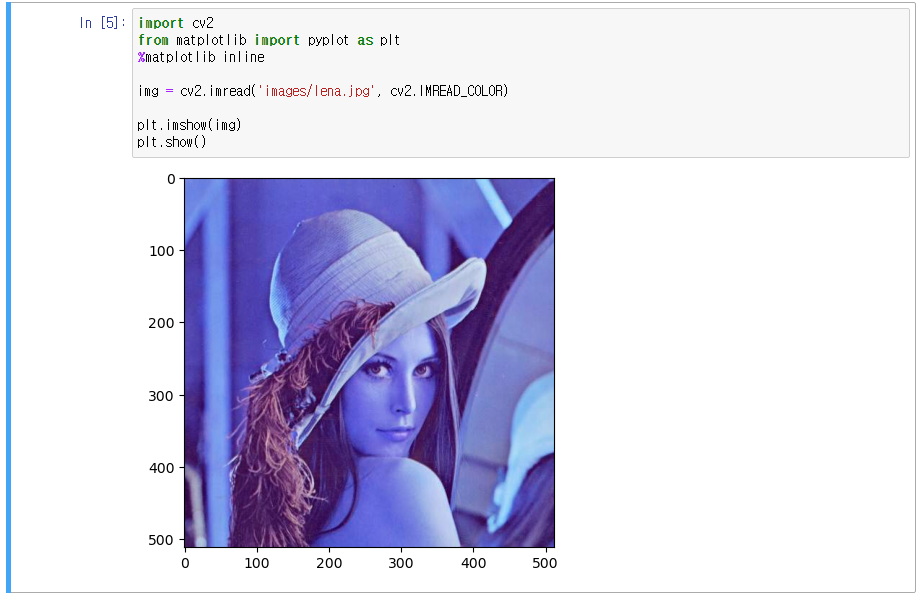 In [5]:
import cv2
from matplotlib import pyplot as plt
%matplotlib inline
img = cv2.imread('images/lena.jpg', cv2.IMREAD_COLOR)
plt.imshow(img)
plt.show()
0
100
200
300
400
500
0 100 200 300 400 500